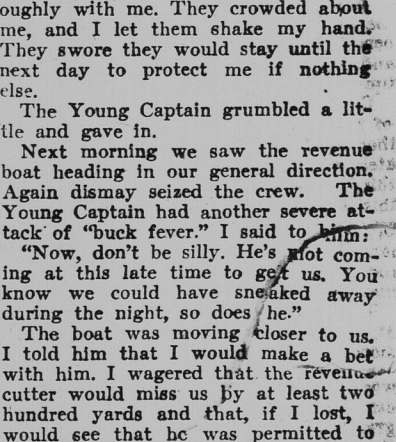 oughly with me. They crowded about
me, and I let them shake my hand.
They swore they would stay until the
next day to protect me if nothing
else.
The Young Captain grumbled a lit-
tle and gave in.
Next morning we saw the revenue
boat heading in our general direction.
Again dismay seized the crew. The
Young Captain had another severe at-
tack of "buck fever." I said to him:
"Now, don't be silly. He's not com-
ing at this late time to get us. You
know we could have sneaked away
during the night, so does he."
The boat was moving closer to us.
I told him that I would make a bet
with him. I wagered that the revenue
cutter would miss us by at least two
hundred yards and that, if I lost, I
would see that he was permitted to